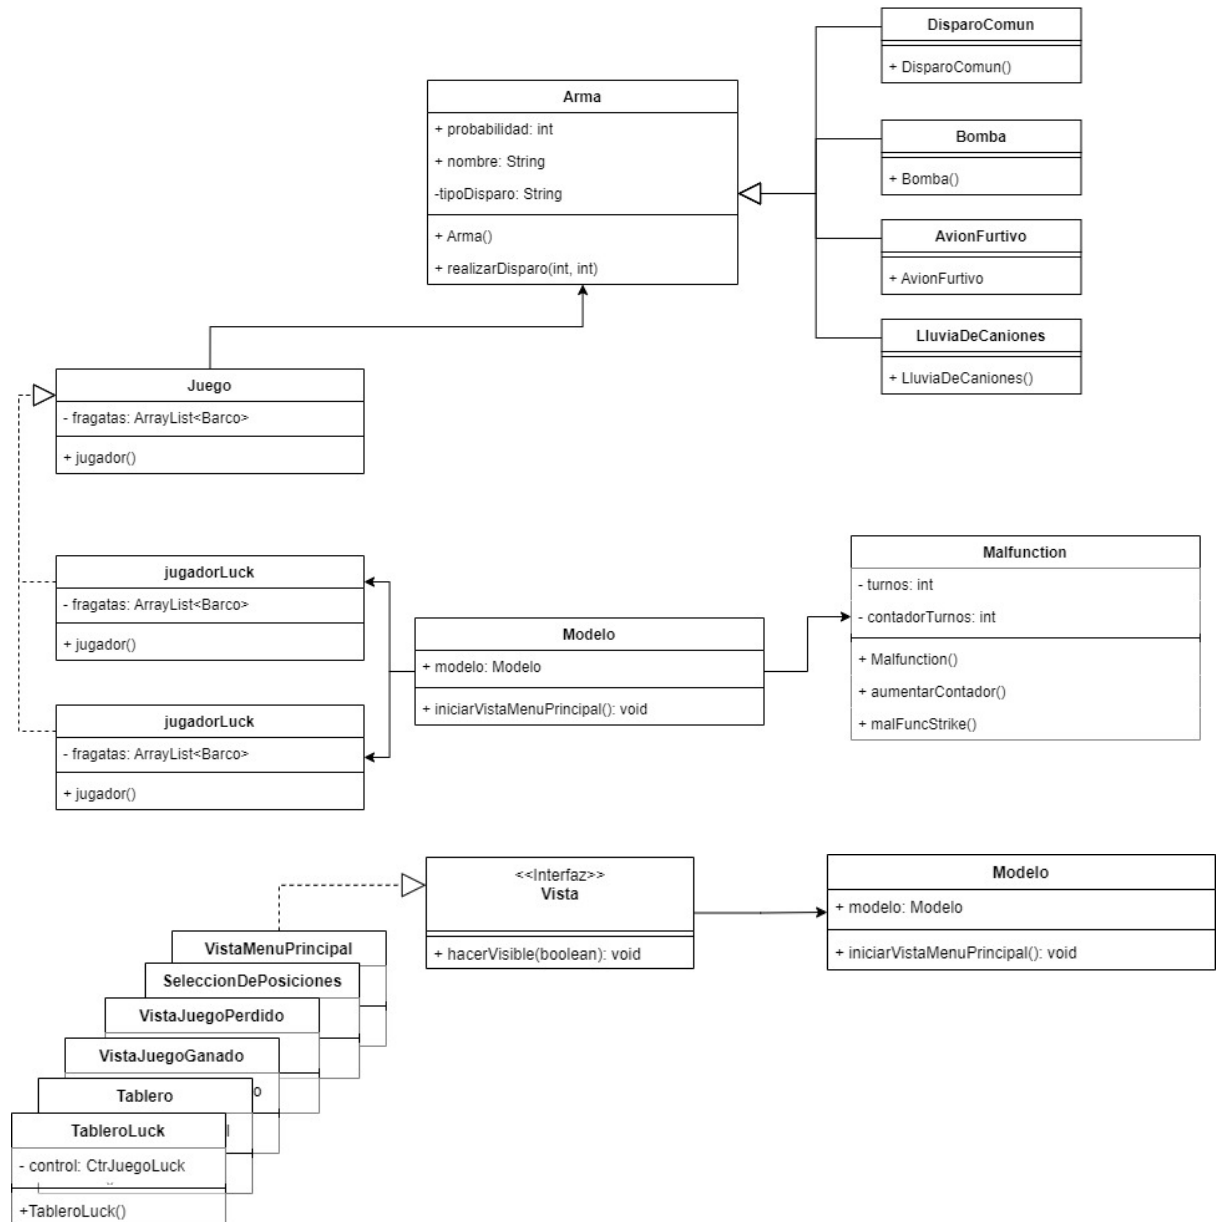 DisparoComun
+ DisparoComun()
Arma
+ probabilidad: int
+ nombre: String
-tipoDisparo: String
+ Arma()
+ realizarDisparo(int, int)
Bomba
+ Bomba()
AvionFurtivo
+ AvionFurtivo
LluviaDeCaniones
+ LluviaDeCaniones()
Juego
- fragatas: ArrayList<Barco>
+ jugador()
jugadorLuck
- fragatas: ArrayList<Barco>
+ jugador()
jugadorLuck
- fragatas: ArrayList<Barco>
+ jugador()
Modelo
+ modelo: Modelo
+ iniciarVistaMenuPrincipal(): void
Malfunction
- turnos: int
- contadorTurnos: int
+ Malfunction()
+ aumentarContador()
+ malFuncStrike()
<<Interfaz>>
Vista
+ hacerVisible(boolean): void
Modelo
+ modelo: Modelo
+ iniciarVistaMenuPrincipal(): void
VistaMenuPrincipal
SeleccionDePosiciones
VistaJuegoPerdido
VistaJuegoGanado
Tablero
TableroLuck
- control: CtrJuegoLuck
+TableroLuck()